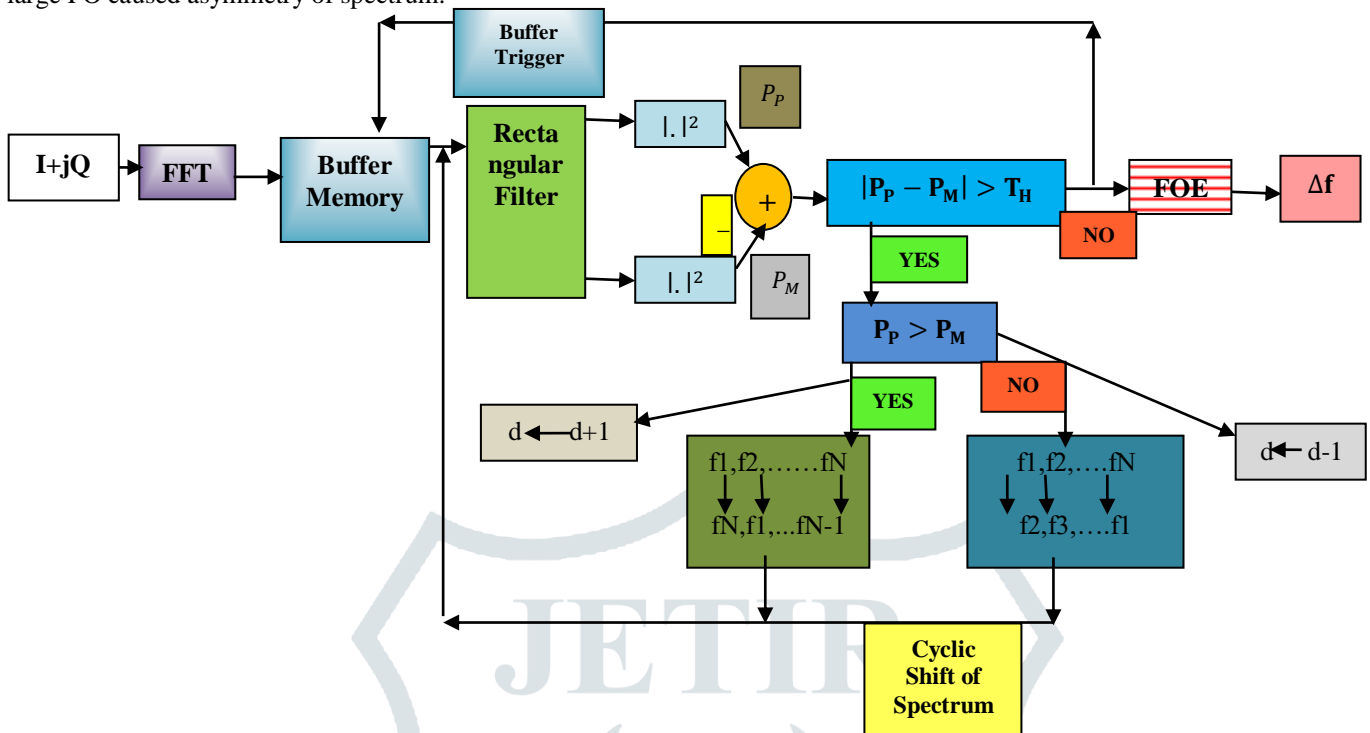 large FO caused asymmetry of spectrum.
Buffer
Trigger
I+jQ
FFT
Buffer
Memory
Recta
ngular
Filter
|. |²
P_P
+
−
|. |²
P_M
|P_P − P_M| > T_H
NO
FOE
Δf
YES
P_P > P_M
YES
NO
d d+1
d d-1
f1,f2,……fN
fN,f1,...fN-1
f1,f2,….fN
f2,f3,….f1
Cyclic
Shift of
Spectrum
JETIR